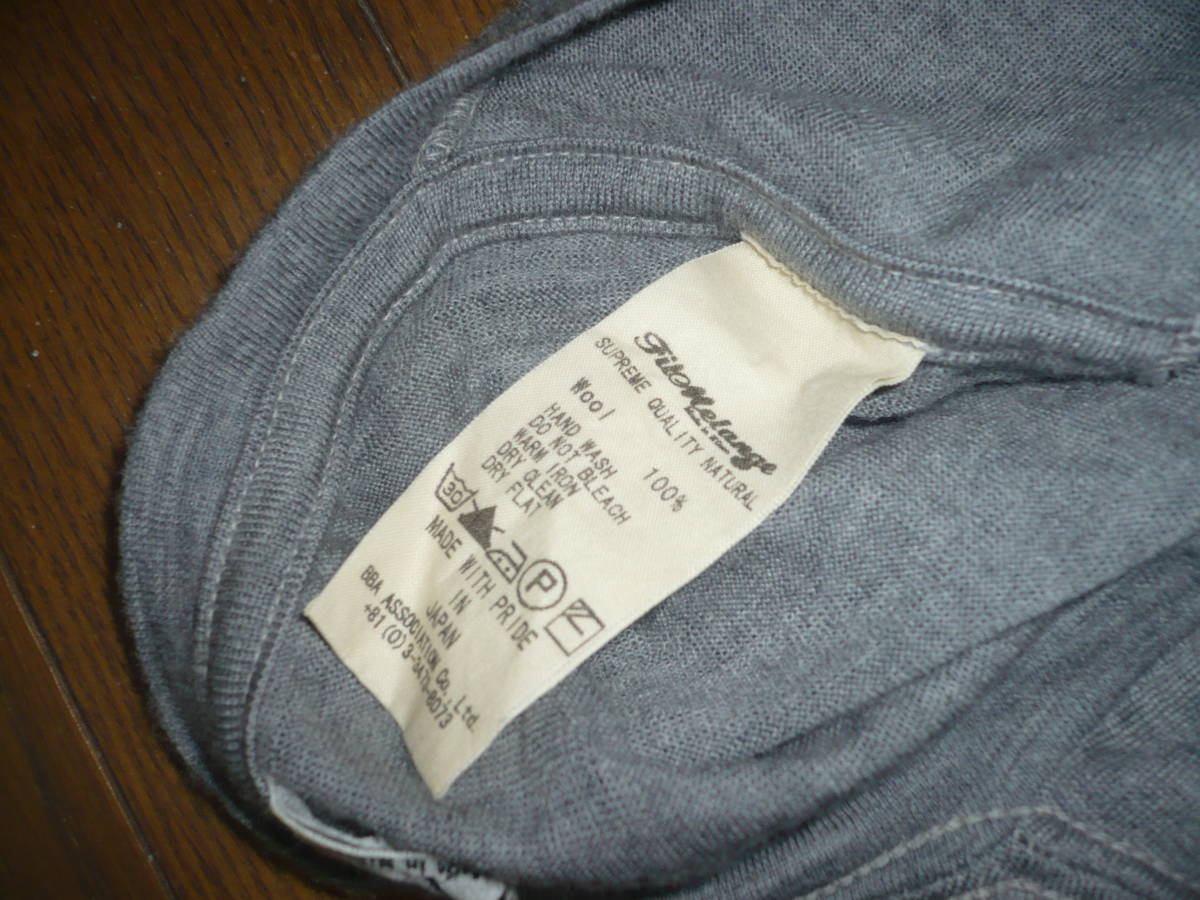 FilMelange
SUPREME QUALITY NATURAL
Wool 100%
HAND WASH
DO NOT BLEACH
WARM IRON
DRY CLEAN
DRY FLAT
30 P
MADE WITH PRIDE
IN
JAPAN
BBA ASSOCIATION Co., Ltd.
+81(0)3-5475-8073